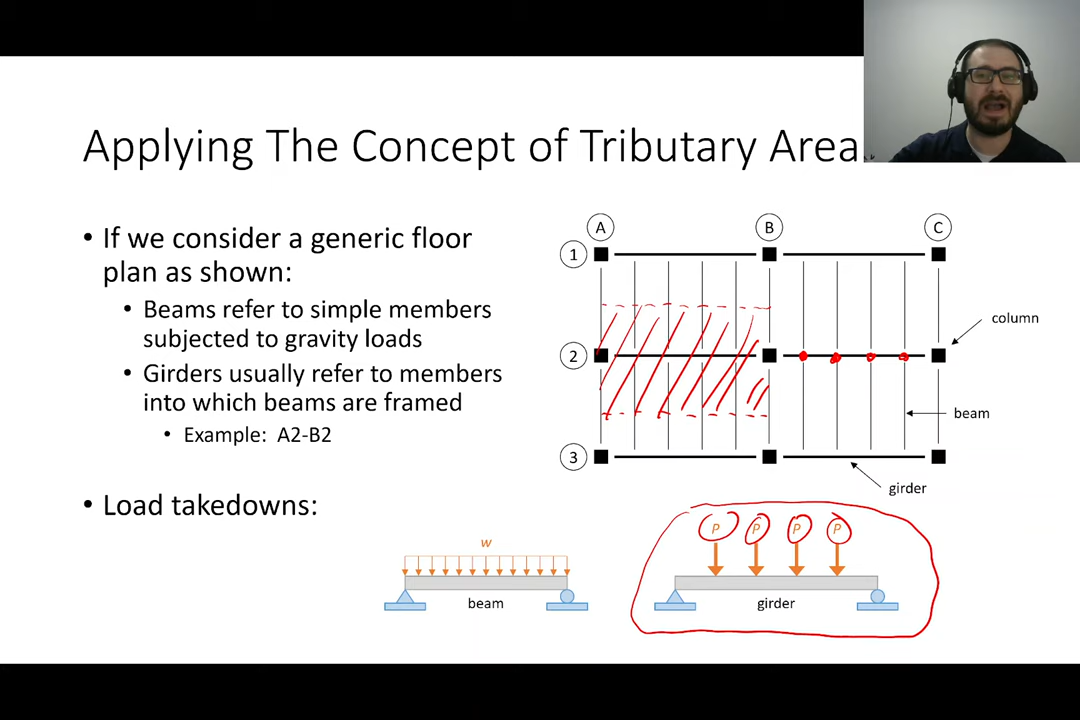 Applying The Concept of Tributary Area
• If we consider a generic floor
plan as shown:
• Beams refer to simple members
subjected to gravity loads
• Girders usually refer to members
into which beams are framed
• Example: A2-B2
• Load takedowns:
A B C
1
column
2
beam
3
girder
w
beam
P P P P
girder